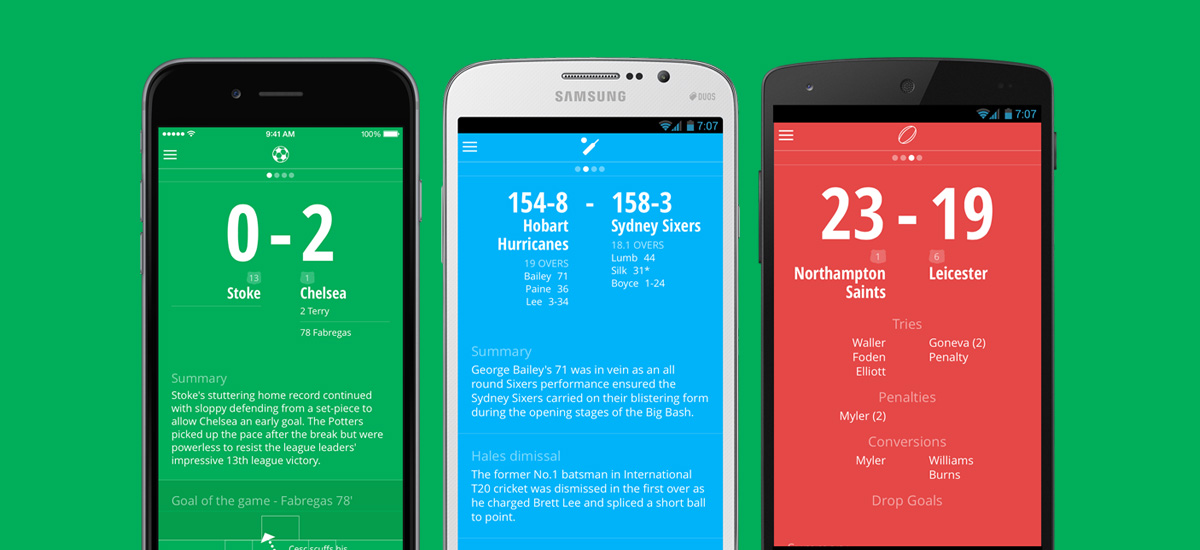 9:41 AM 100%
0 - 2
13 1
Stoke Chelsea
2 Terry
78 Fabregas
Summary
Stoke's stuttering home record continued
with sloppy defending from a set-piece to
allow Chelsea an early goal. The Potters
picked up the pace after the break but were
powerless to resist the league leaders'
impressive 13th league victory.
Goal of the game - Fabregas 78'
Cesc scuffs his
SAMSUNG DUOS
7:07
154-8 - 158-3
Hobart Sydney Sixers
Hurricanes 18.1 OVERS
19 OVERS Lumb 44
Bailey 71 Silk 31*
Paine 36 Boyce 1-24
Lee 3-34
Summary
George Bailey's 71 was in vein as an all
round Sixers performance ensured the
Sydney Sixers carried on their blistering form
during the opening stages of the Big Bash.
Hales dimissal
The former No.1 batsman in International
T20 cricket was dismissed in the first over as
he charged Brett Lee and spliced a short ball
to point.
7:07
23 - 19
1 6
Northampton Leicester
Saints
Tries
Waller Goneva (2)
Foden Penalty
Elliott
Penalties
Myler (2)
Conversions
Myler Williams
Burns
Drop Goals